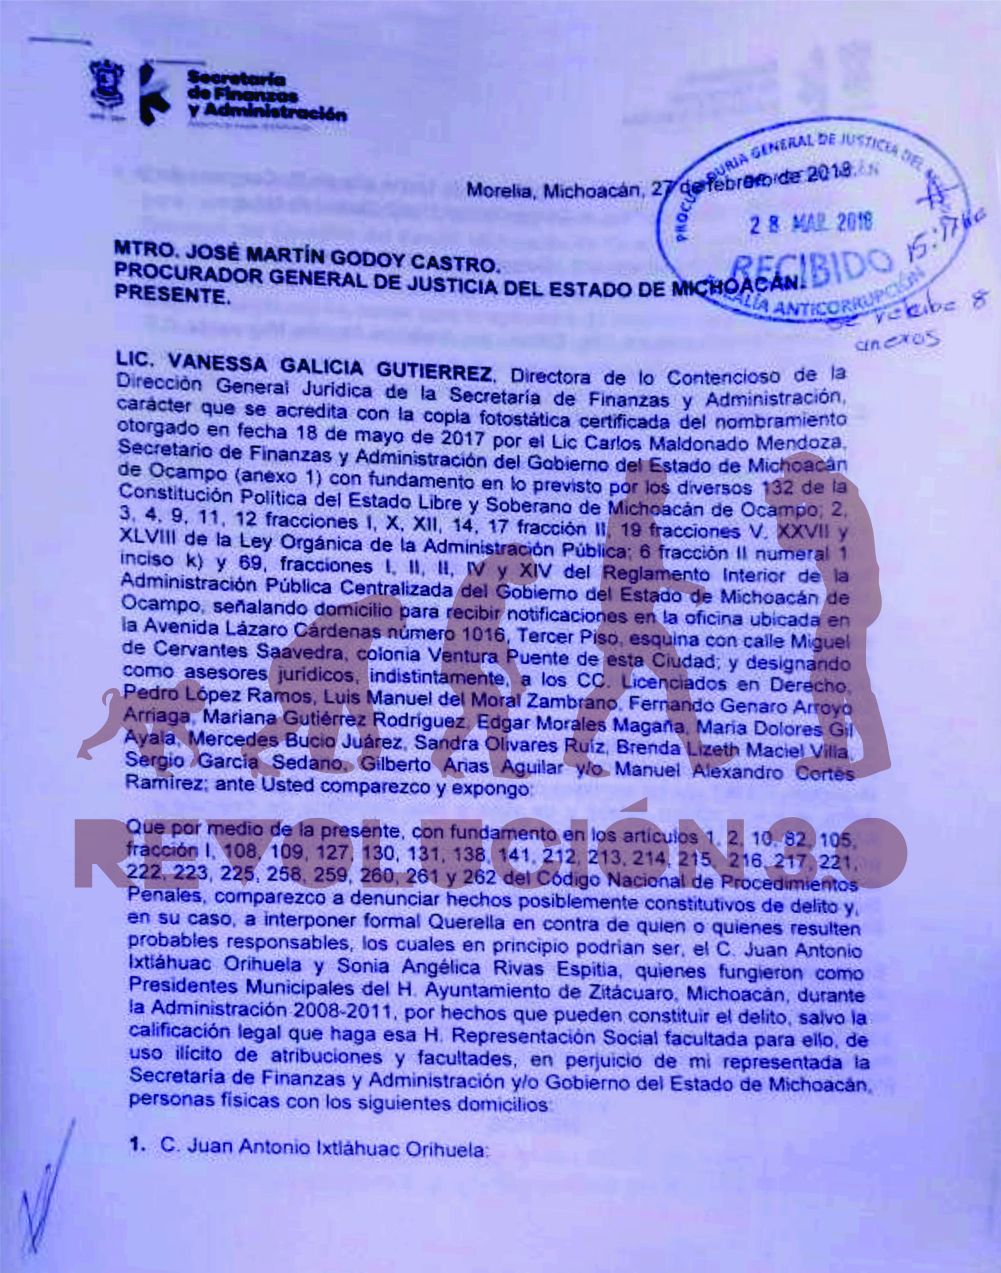 Secretaría
de Finanzas
y Administración
Morelia, Michoacán, 27 de febrero de 2018.
PROCURADURIA GENERAL DE JUSTICIA DEL
28 MAR 2018
RECIBIDO
FISCALÍA ANTICORRUPCIÓN
se recibe 8
anexos
MTRO. JOSÉ MARTÍN GODOY CASTRO.
PROCURADOR GENERAL DE JUSTICIA DEL ESTADO DE MICHOACÁN.
PRESENTE.
LIC. VANESSA GALICIA GUTIERREZ, Directora de lo Contencioso de la
Dirección General Jurídica de la Secretaría de Finanzas y Administración,
carácter que se acredita con la copia fotostática certificada del nombramiento
otorgado en fecha 18 de mayo de 2017 por el Lic Carlos Maldonado Mendoza,
Secretario de Finanzas y Administración del Gobierno del Estado de Michoacán
de Ocampo (anexo 1) con fundamento en lo previsto por los diversos 132 de la
Constitución Política del Estado Libre y Soberano de Michoacán de Ocampo; 2,
3, 4, 9, 11, 12 fracciones I, X, XII, 14, 17 fracción II, 19 fracciones V. XXVII y
XLVIII de la Ley Orgánica de la Administración Pública; 6 fracción II numeral 1
inciso k) y 69, fracciones I, II, II, IV y XIV del Reglamento Interior de la
Administración Pública Centralizada del Gobierno del Estado de Michoacán de
Ocampo, señalando domicilio para recibir notificaciones en la oficina ubicada en
la Avenida Lázaro Cárdenas número 1016, Tercer Piso, esquina con calle Miguel
de Cervantes Saavedra, colonia Ventura Puente de esta Ciudad; y designando
como asesores jurídicos, indistintamente, a los CC. Licenciados en Derecho,
Pedro López Ramos, Luis Manuel del Moral Zambrano, Fernando Genaro Arroyo
Arriaga, Mariana Gutiérrez Rodríguez, Edgar Morales Magaña, María Dolores Gil
Ayala, Mercedes Bucio Juárez, Sandra Olivares Ruíz, Brenda Lizeth Maciel Villa,
Sergio García Sedano, Gilberto Arias Aguilar y/o Manuel Alexandro Cortés
Ramírez; ante Usted comparezco y expongo:
REVOLUCIÓN3.0
Que por medio de la presente, con fundamento en los artículos 1, 2, 10, 82, 105,
fracción I, 108, 109, 127, 130, 131, 138, 141, 212, 213, 214, 215, 216, 217, 221,
222, 223, 225, 258, 259, 260, 261 y 262 del Código Nacional de Procedimientos
Penales, comparezco a denunciar hechos posiblemente constitutivos de delito y,
en su caso, a interponer formal Querella en contra de quien o quienes resulten
probables responsables, los cuales en principio podrían ser, el C. Juan Antonio
Ixtláhuac Orihuela y Sonia Angélica Rivas Espitia, quienes fungieron como
Presidentes Municipales del H. Ayuntamiento de Zitácuaro, Michoacán, durante
la Administración 2008-2011, por hechos que pueden constituir el delito, salvo la
calificación legal que haga esa H. Representación Social facultada para ello, de
uso ilícito de atribuciones y facultades, en perjuicio de mi representada la
Secretaría de Finanzas y Administración y/o Gobierno del Estado de Michoacán,
personas físicas con los siguientes domicilios:
1. C. Juan Antonio Ixtláhuac Orihuela: